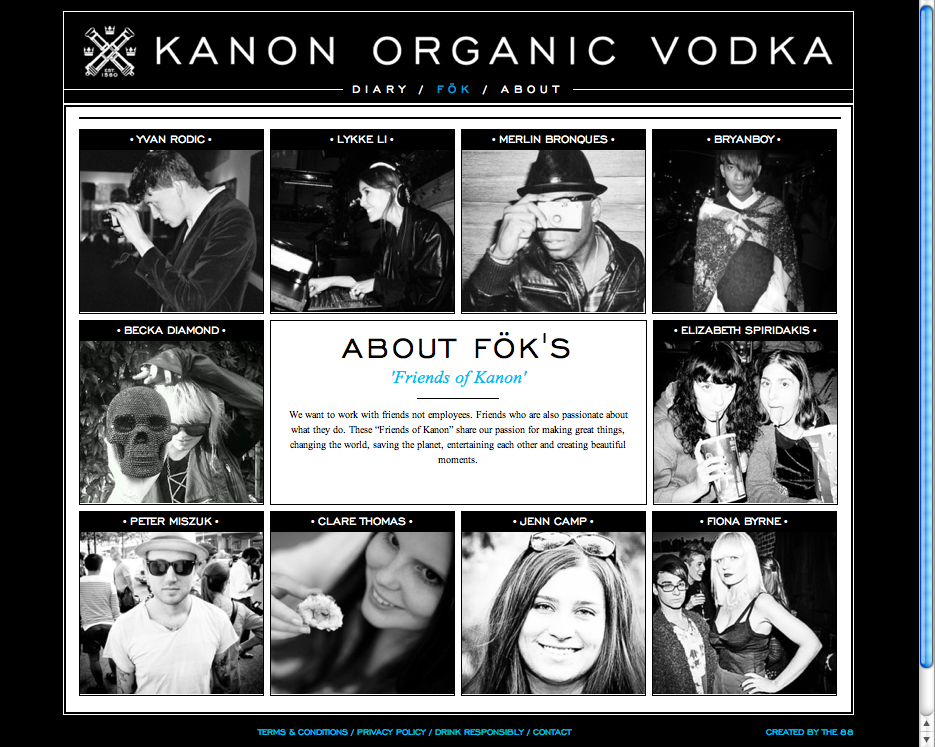 KANON ORGANIC VODKA
EST.
1580
DIARY / FÖK / ABOUT
• YVAN RODIC •
• LYKKE LI •
• MERLIN BRONQUES •
• BRYANBOY •
• BECKA DIAMOND •
ABOUT FÖK'S
'Friends of Kanon'
We want to work with friends not employees. Friends who are also passionate about
what they do. These “Friends of Kanon” share our passion for making great things,
changing the world, saving the planet, entertaining each other and creating beautiful
moments.
• ELIZABETH SPIRIDAKIS •
• PETER MISZUK •
• CLARE THOMAS •
• JENN CAMP •
• FIONA BYRNE •
TERMS & CONDITIONS / PRIVACY POLICY / DRINK RESPONSIBLY / CONTACT
CREATED BY THE 88